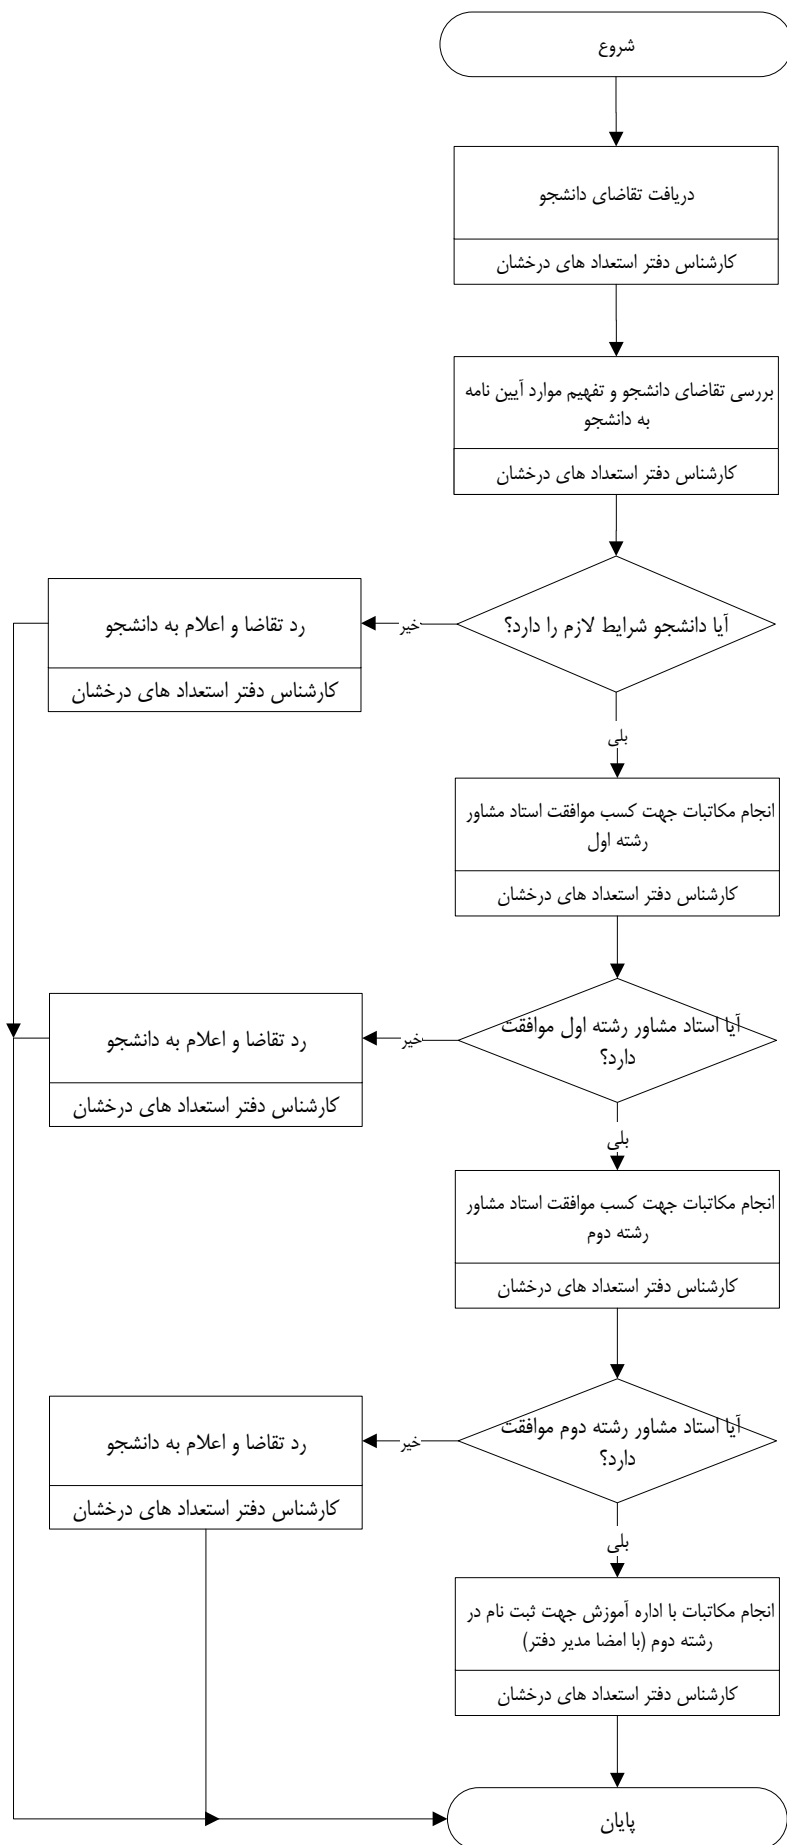 شروع
دریافت تقاضای دانشجو
کارشناس دفتر استعداد های درخشان
بررسی تقاضای دانشجو و تفهیم موارد آیین نامه
به دانشجو
کارشناس دفتر استعداد های درخشان
آیا دانشجو شرایط لازم را دارد؟
خیر
رد تقاضا و اعلام به دانشجو
کارشناس دفتر استعداد های درخشان
بلی
انجام مکاتبات جهت کسب موافقت استاد مشاور
رشته اول
کارشناس دفتر استعداد های درخشان
آیا استاد مشاور رشته اول موافقت
دارد؟
خیر
رد تقاضا و اعلام به دانشجو
کارشناس دفتر استعداد های درخشان
بلی
انجام مکاتبات جهت کسب موافقت استاد مشاور
رشته دوم
کارشناس دفتر استعداد های درخشان
آیا استاد مشاور رشته دوم موافقت
دارد؟
خیر
رد تقاضا و اعلام به دانشجو
کارشناس دفتر استعداد های درخشان
بلی
انجام مکاتبات با اداره آموزش جهت ثبت نام در
رشته دوم (با امضا مدیر دفتر)
کارشناس دفتر استعداد های درخشان
پایان